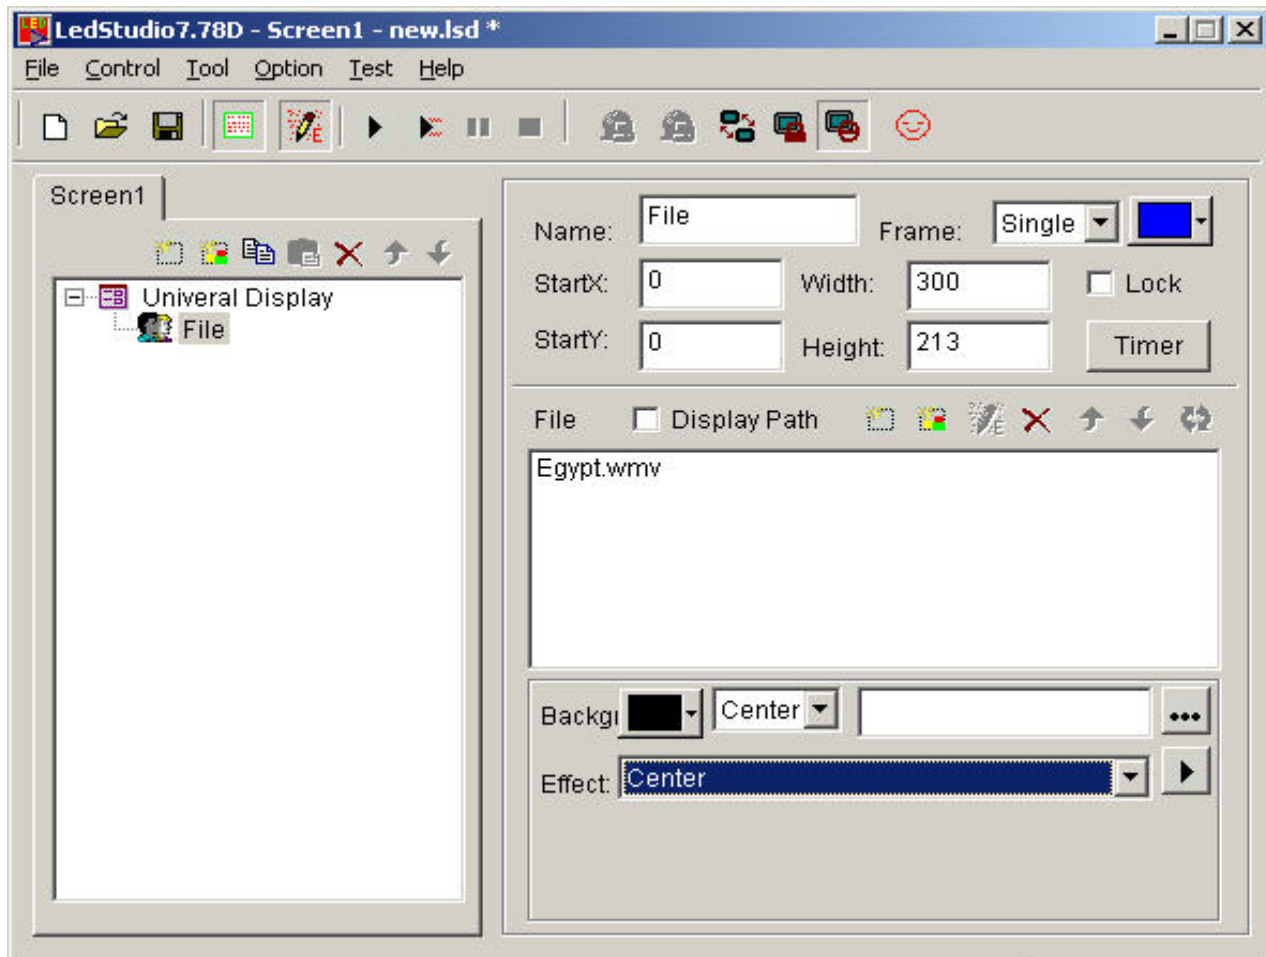 LedStudio7.78D - Screen1 - new.lsd *
File Control Tool Option Test Help
Screen1
Univeral Display
File
Name: File Frame: Single
StartX: 0 Width: 300 Lock
StartY: 0 Height: 213 Timer
File Display Path
Egypt.wmv
Backgr Center ...
Effect: Center